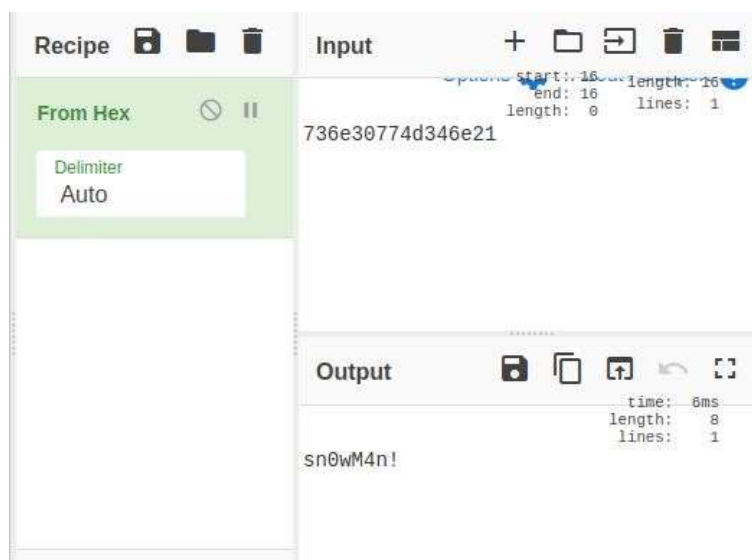 Recipe
From Hex
Delimiter
Auto
Input
start: 16
end: 16
length: 0
length: 16
lines: 1
736e30774d346e21
Output
time: 6ms
length: 8
lines: 1
sn0wM4n!